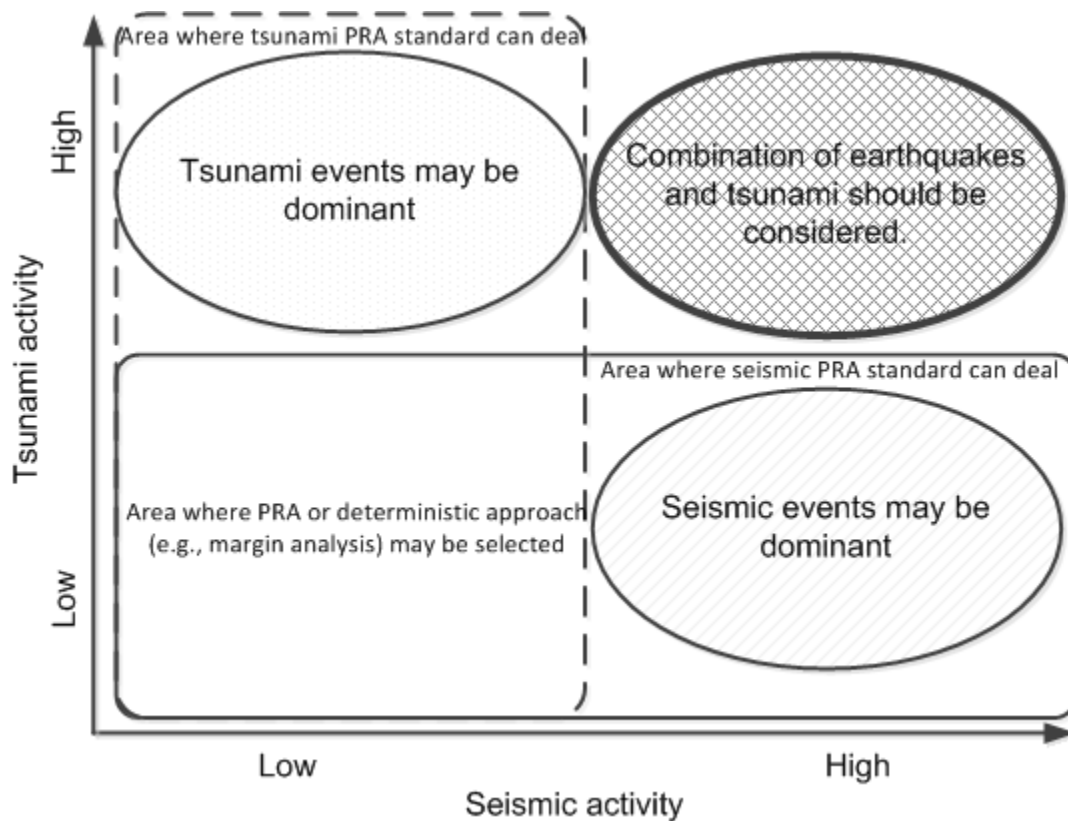 Area where tsunami PRA standard can deal
Tsunami events may be
dominant
Combination of earthquakes
and tsunami should be
considered.
Area where seismic PRA standard can deal
Area where PRA or deterministic approach
(e.g., margin analysis) may be selected
Seismic events may be
dominant
High
Tsunami activity
Low
Low
High
Seismic activity